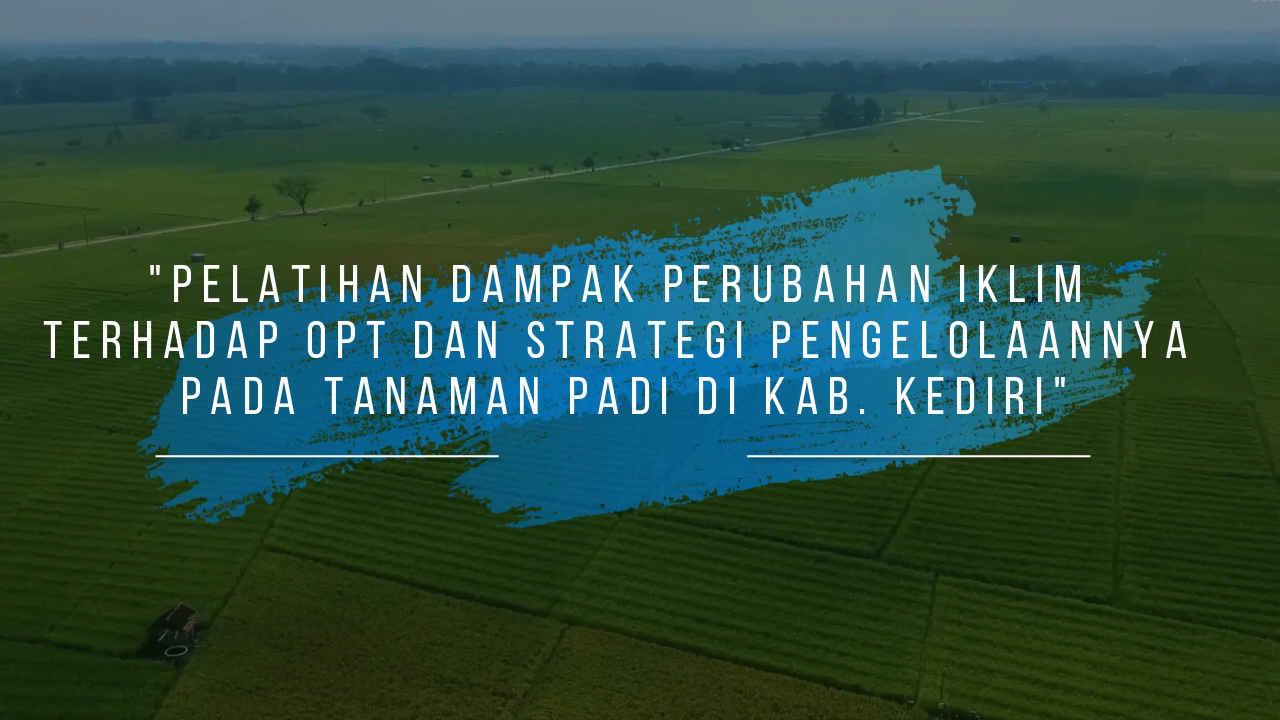 "PELATIHAN DAMPAK PERUBAHAN IKLIM
TERHADAP OPT DAN STRATEGI PENGELOLAANNYA
PADA TANAMAN PADI DI KAB. KEDIRI"